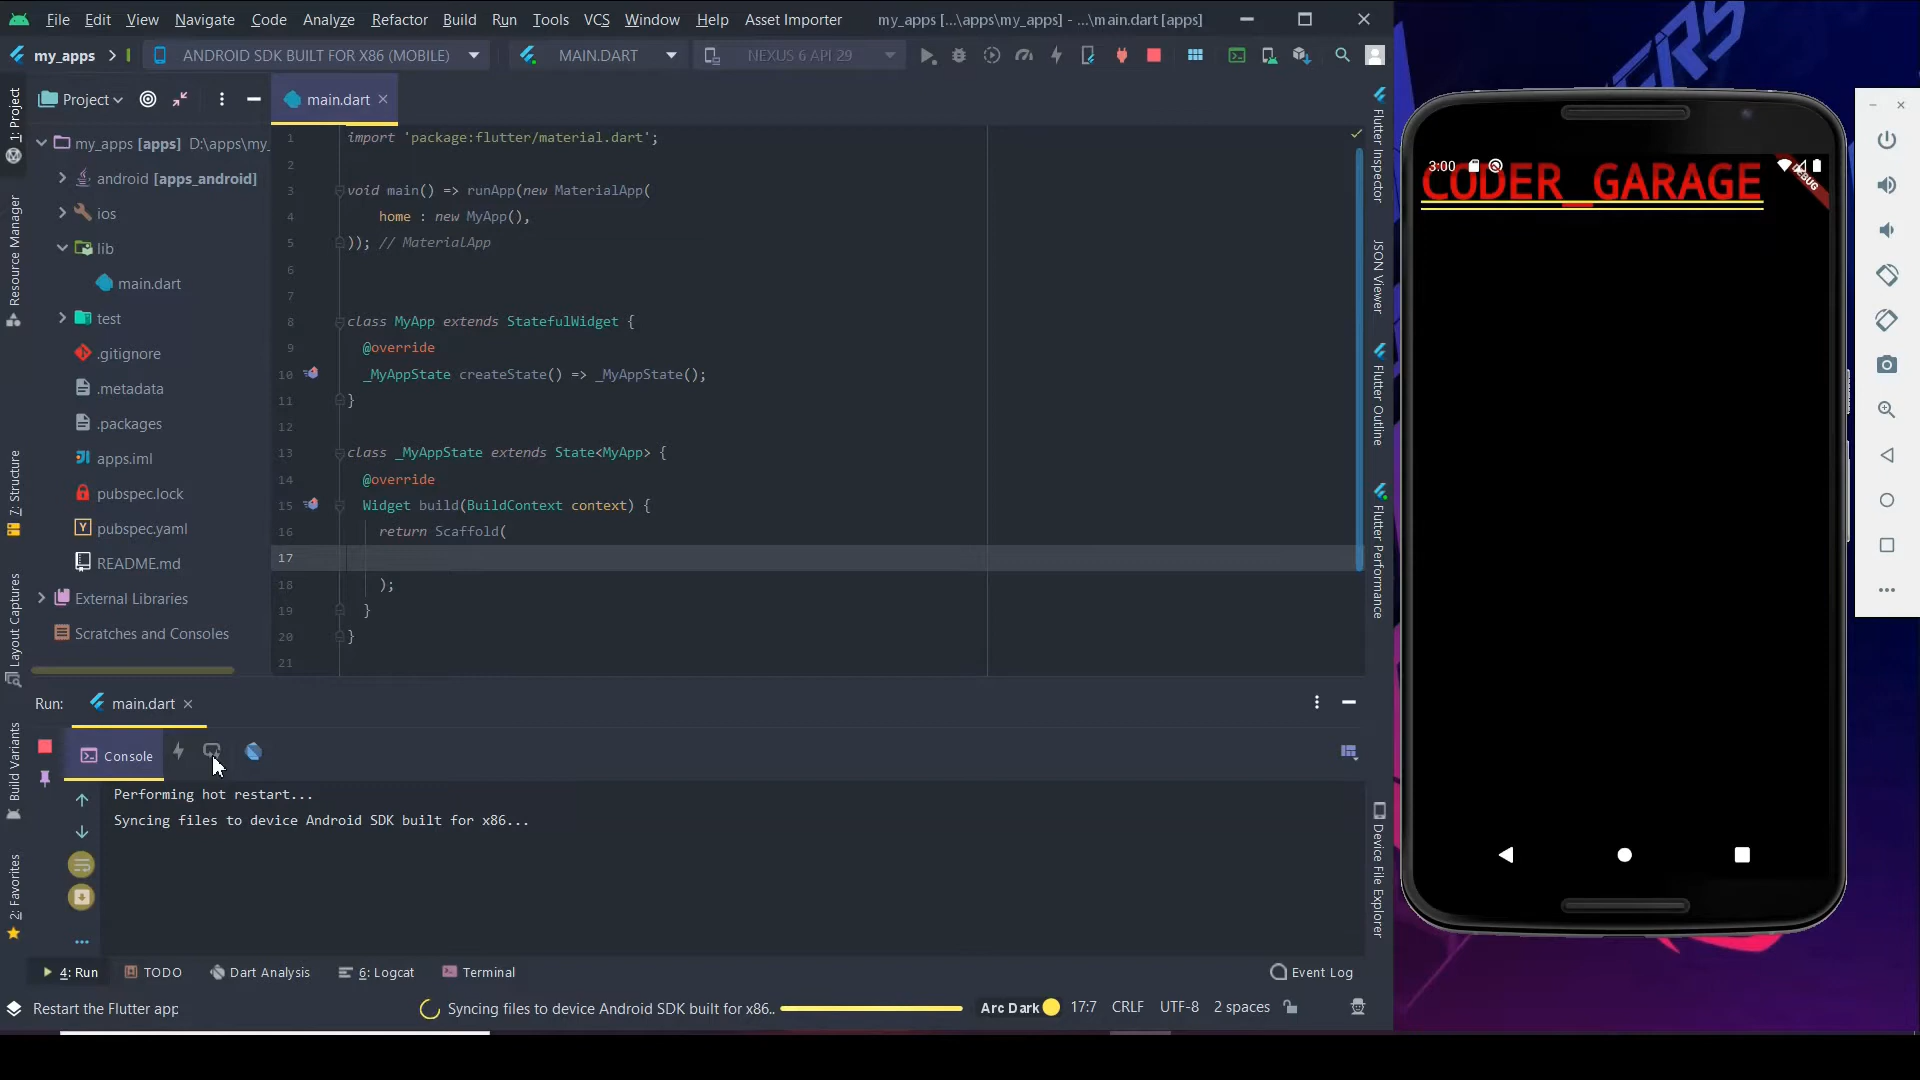 File Edit View Navigate Code Analyze Refactor Build Run Tools VCS Window Help Asset Importer my_apps [...\apps\my_apps] - ...\main.dart [apps]
my_apps ANDROID SDK BUILT FOR X86 (MOBILE) MAIN.DART NEXUS 6 API 29
Project main.dart
my_apps [apps] D:\apps\my_
android [apps_android]
ios
lib
main.dart
test
.gitignore
.metadata
.packages
apps.iml
pubspec.lock
pubspec.yaml
README.md
External Libraries
Scratches and Consoles
1: Project
Resource Manager
7: Structure
Layout Captures
Build Variants
2: Favorites
1 import 'package:flutter/material.dart';
2
3 void main() => runApp(new MaterialApp(
4 home : new MyApp(),
5 )); // MaterialApp
6
7
8 class MyApp extends StatefulWidget {
9 @override
10 _MyAppState createState() => _MyAppState();
11 }
12
13 class _MyAppState extends State<MyApp> {
14 @override
15 Widget build(BuildContext context) {
16 return Scaffold(
17
18 );
19 }
20 }
21
Flutter Inspector
JSON Viewer
Flutter Outline
Flutter Performance
Device File Explorer
Run: main.dart
Console
Performing hot restart...
Syncing files to device Android SDK built for x86...
4: Run TODO Dart Analysis 6: Logcat Terminal Event Log
Restart the Flutter app Syncing files to device Android SDK built for x86.. Arc Dark 17:7 CRLF UTF-8 2 spaces
3:00
CODER_GARAGE
DEBUG